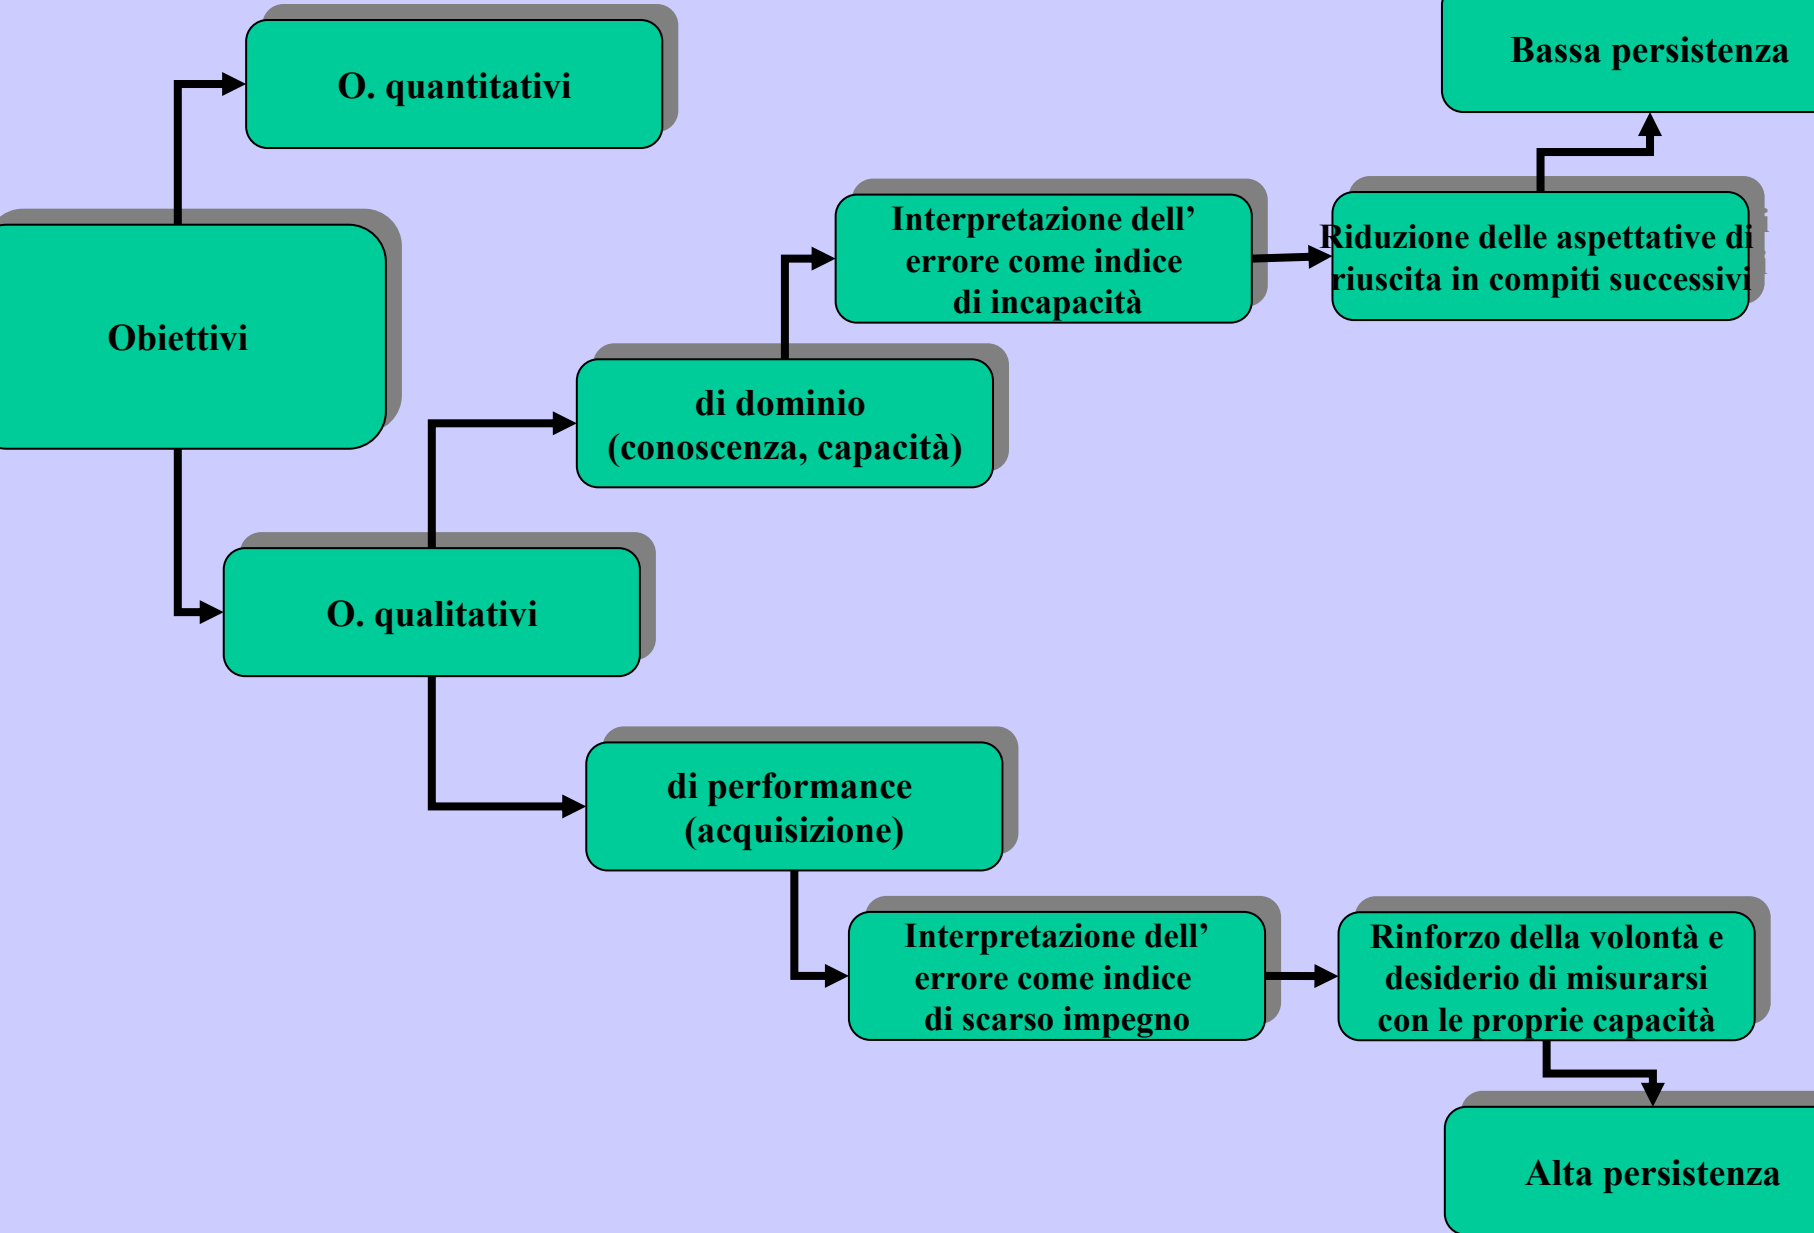 O. quantitativi
Bassa persistenza
Interpretazione dell’
errore come indice
di incapacità
Riduzione delle aspettative di
riuscita in compiti successivi
Obiettivi
di dominio
(conoscenza, capacità)
O. qualitativi
di performance
(acquisizione)
Interpretazione dell’
errore come indice
di scarso impegno
Rinforzo della volontà e
desiderio di misurarsi
con le proprie capacità
Alta persistenza